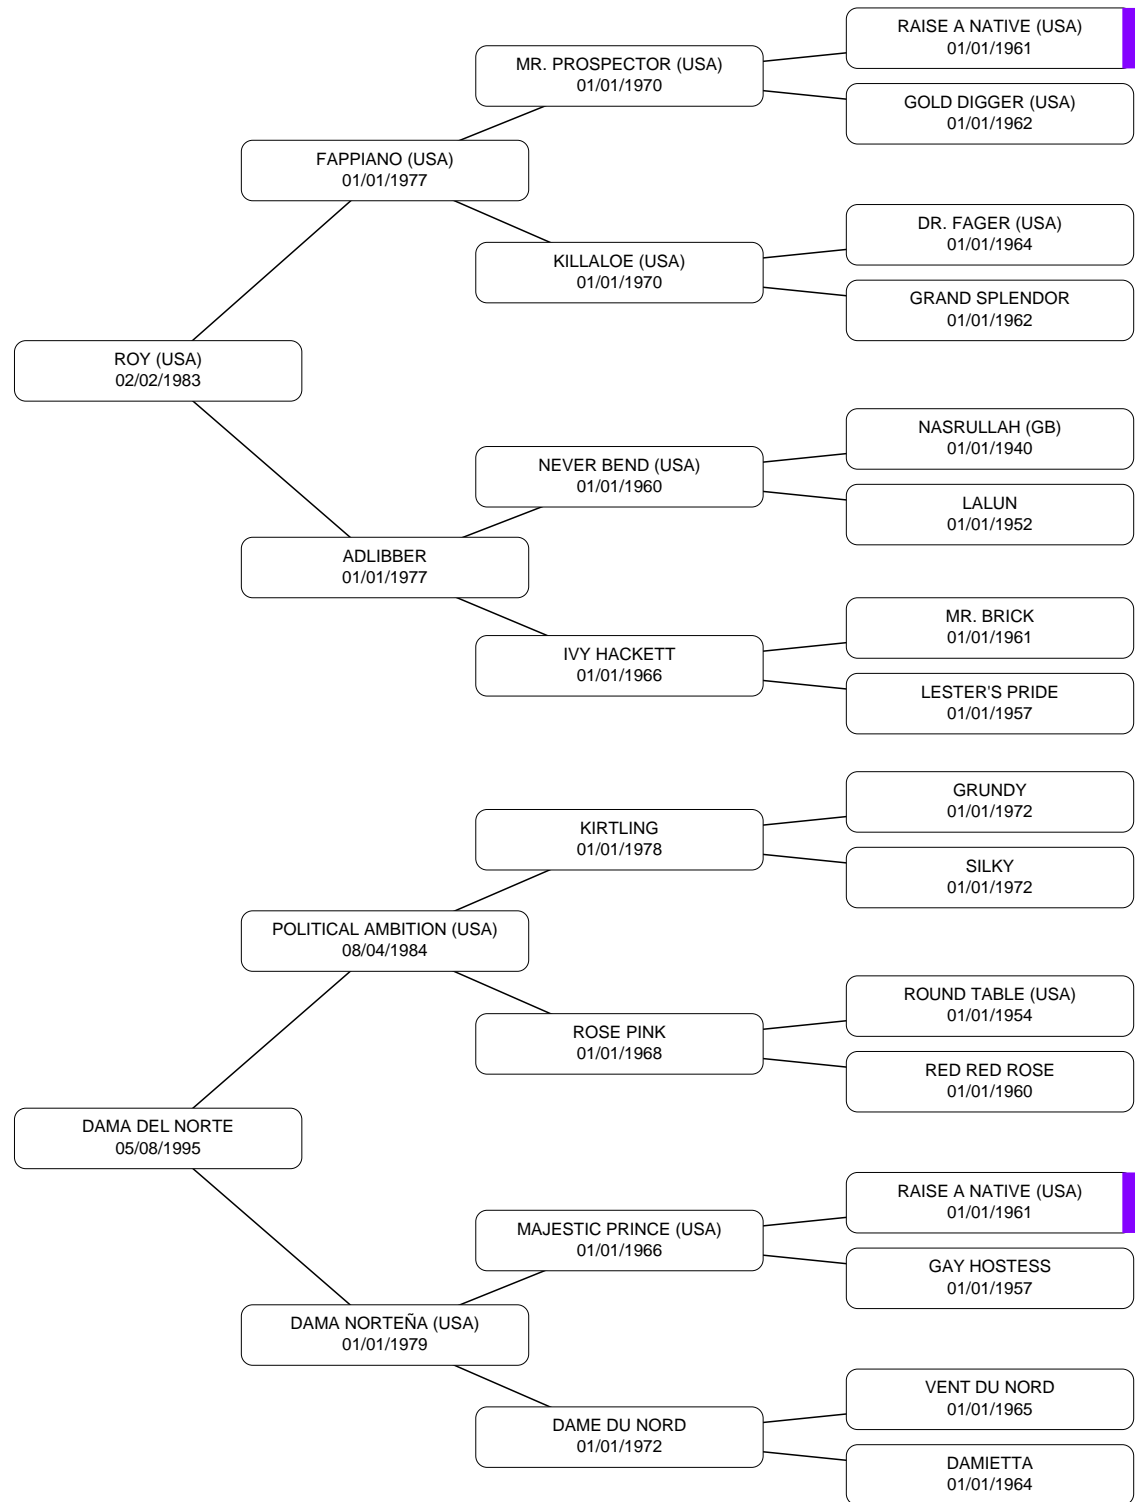 RAISE A NATIVE (USA)
01/01/1961
MR. PROSPECTOR (USA)
01/01/1970
GOLD DIGGER (USA)
01/01/1962
FAPPIANO (USA)
01/01/1977
DR. FAGER (USA)
01/01/1964
KILLALOE (USA)
01/01/1970
GRAND SPLENDOR
01/01/1962
ROY (USA)
02/02/1983
NASRULLAH (GB)
01/01/1940
NEVER BEND (USA)
01/01/1960
LALUN
01/01/1952
ADLIBBER
01/01/1977
MR. BRICK
01/01/1961
IVY HACKETT
01/01/1966
LESTER'S PRIDE
01/01/1957
GRUNDY
01/01/1972
KIRTLING
01/01/1978
SILKY
01/01/1972
POLITICAL AMBITION (USA)
08/04/1984
ROUND TABLE (USA)
01/01/1954
ROSE PINK
01/01/1968
RED RED ROSE
01/01/1960
DAMA DEL NORTE
05/08/1995
RAISE A NATIVE (USA)
01/01/1961
MAJESTIC PRINCE (USA)
01/01/1966
GAY HOSTESS
01/01/1957
DAMA NORTEÑA (USA)
01/01/1979
VENT DU NORD
01/01/1965
DAME DU NORD
01/01/1972
DAMIETTA
01/01/1964